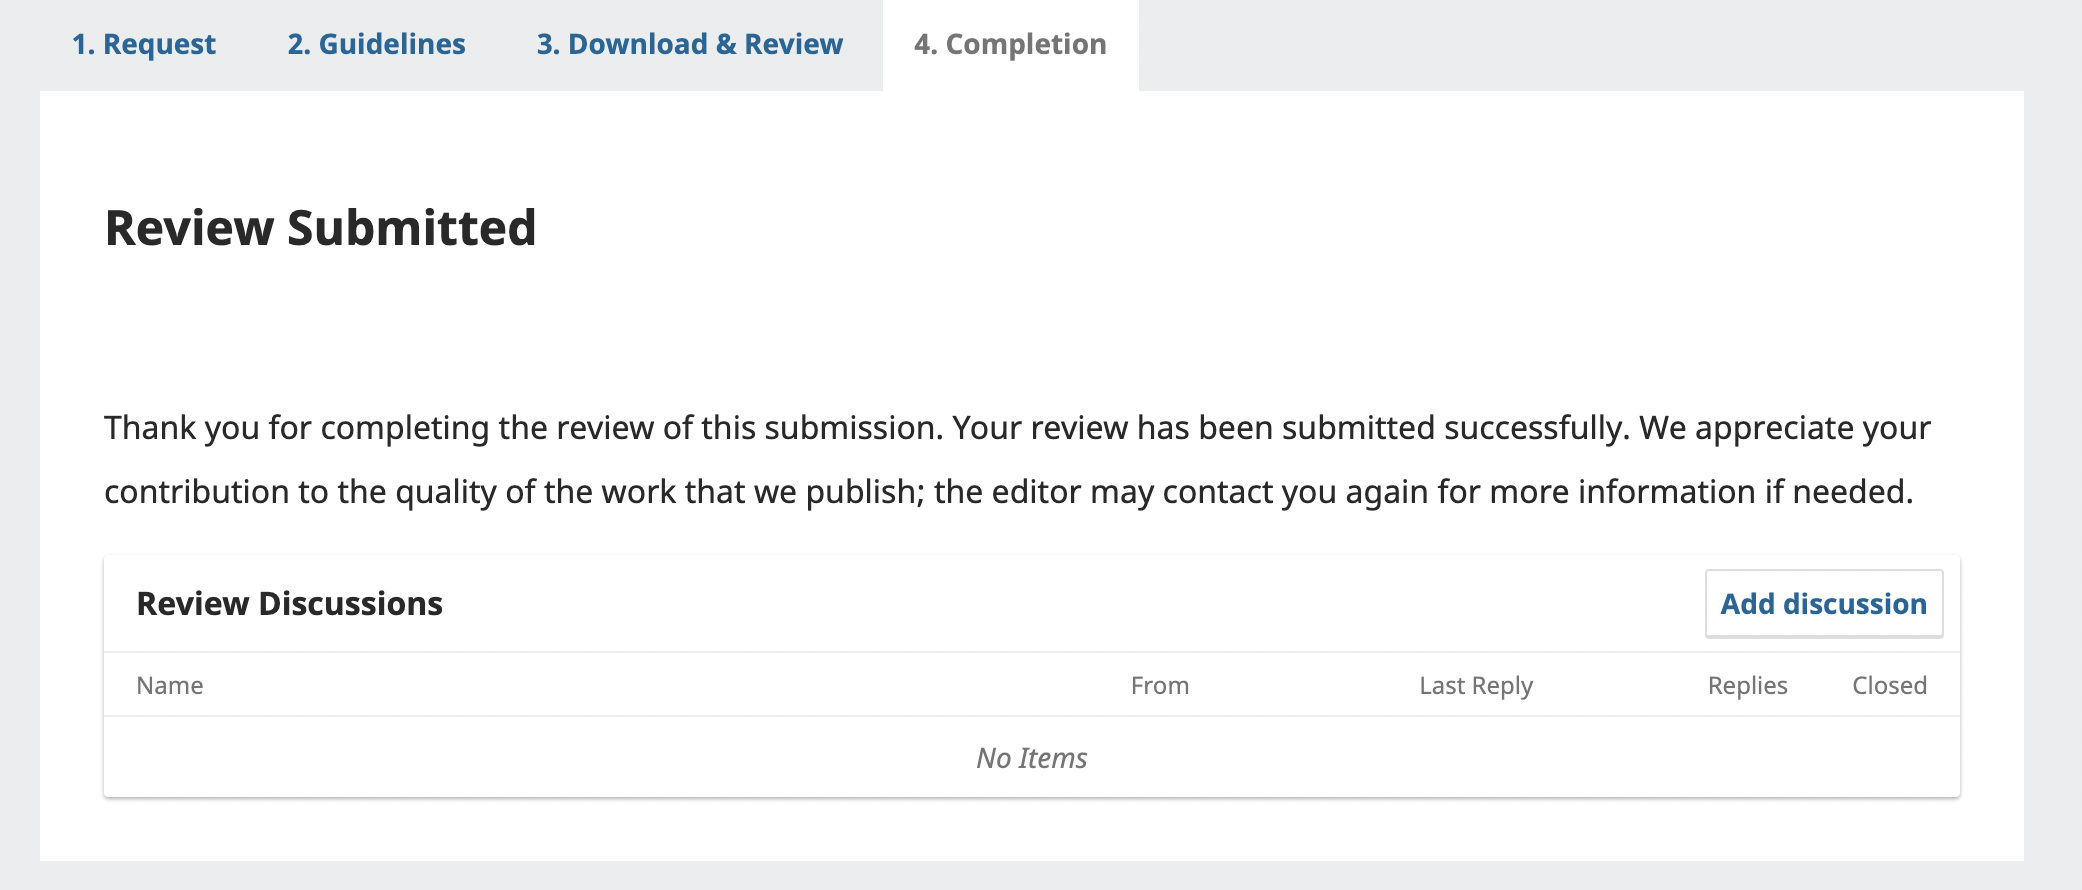 1. Request 2. Guidelines 3. Download & Review 4. Completion
Review Submitted
Thank you for completing the review of this submission. Your review has been submitted successfully. We appreciate your
contribution to the quality of the work that we publish; the editor may contact you again for more information if needed.
Review Discussions Add discussion
Name From Last Reply Replies Closed
No Items